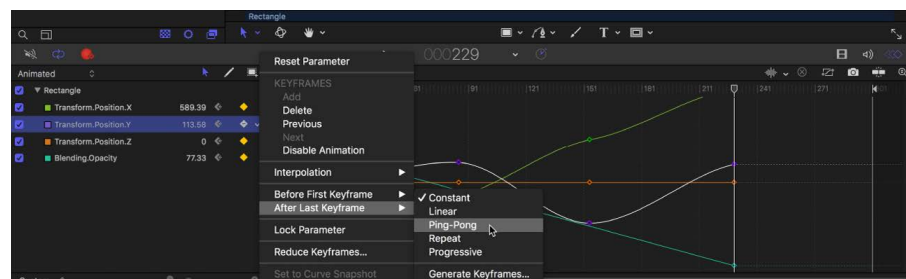 Rectangle
T
000229
Animated
Rectangle
Transform.Position.X 589.39
Transform.Position.Y 113.58
Transform.Position.Z 0
Blending.Opacity 77.33
91 121 151 181 211 241 271
Reset Parameter
KEYFRAMES
Add
Delete
Previous
Next
Disable Animation
Interpolation
Before First Keyframe
After Last Keyframe
Lock Parameter
Reduce Keyframes...
Set to Curve Snapshot
Constant
Linear
Ping-Pong
Repeat
Progressive
Generate Keyframes...